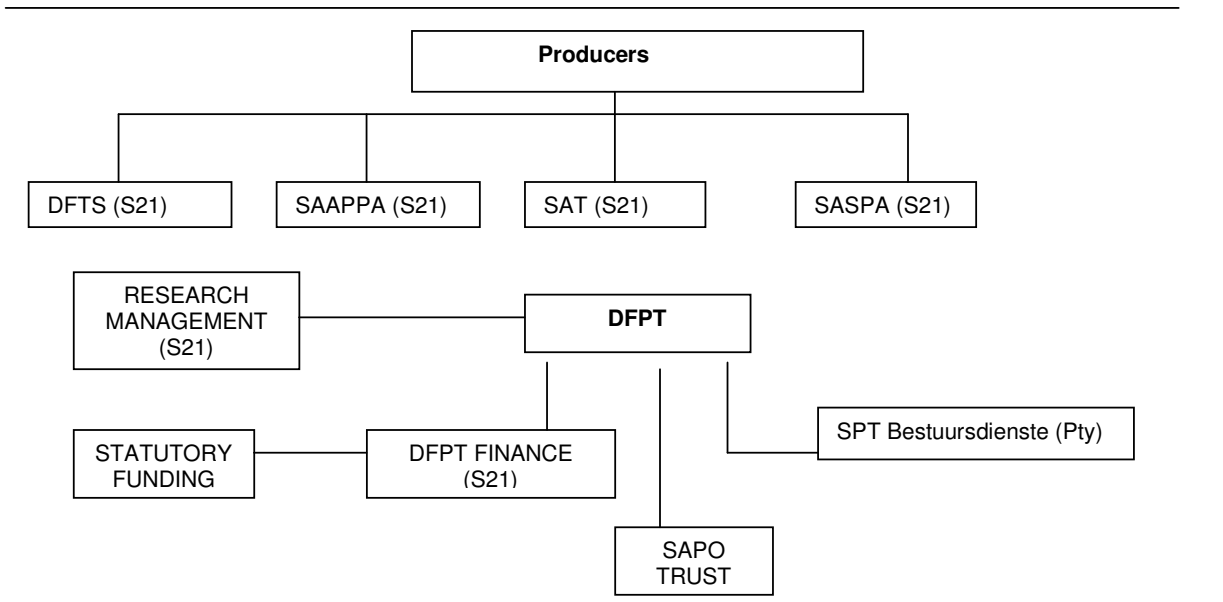 Producers
DFTS (S21)
SAAPPA (S21)
SAT (S21)
SASPA (S21)
RESEARCH
MANAGEMENT
(S21)
DFPT
SPT Bestuursdienste (Pty)
STATUTORY
FUNDING
DFPT FINANCE
(S21)
SAPO
TRUST